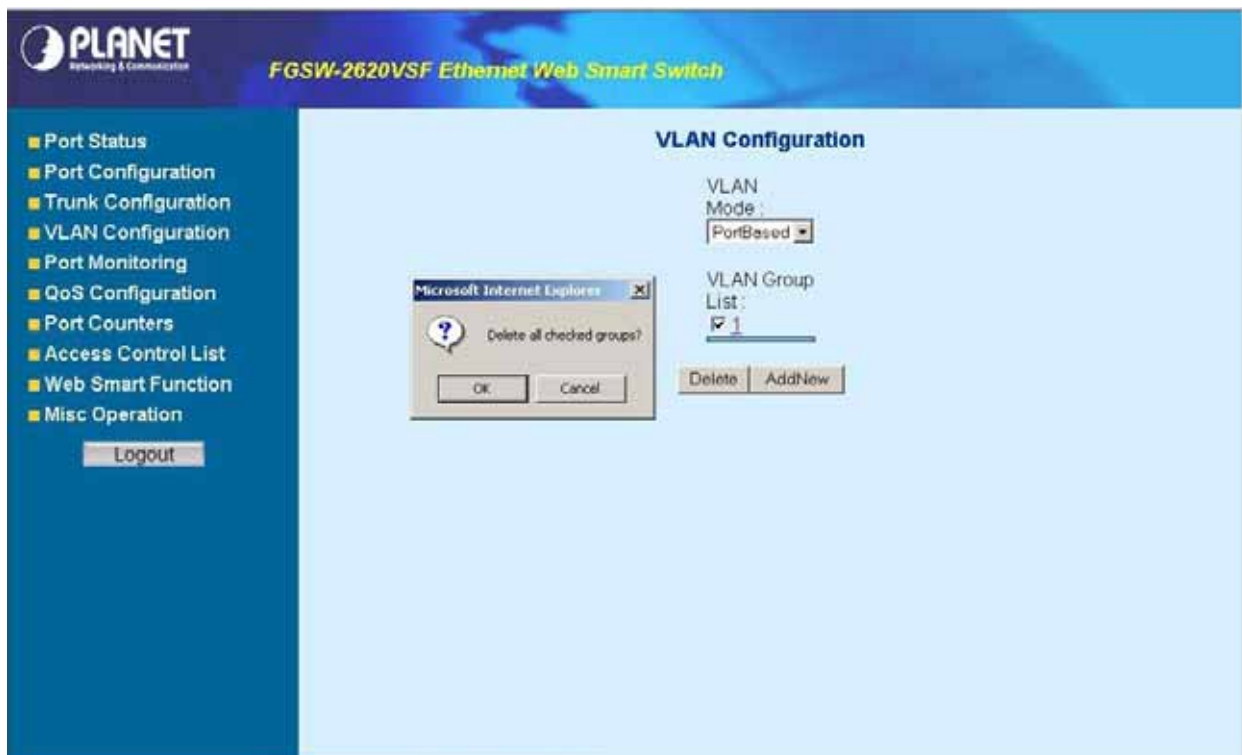 PLANET
Networking & Communication
FGSW-2620VSF Ethernet Web Smart Switch
Port Status
Port Configuration
Trunk Configuration
VLAN Configuration
Port Monitoring
QoS Configuration
Port Counters
Access Control List
Web Smart Function
Misc Operation
Logout
VLAN Configuration
VLAN
Mode :
PortBased
VLAN Group
List :
1
Delete
AddNew
Microsoft Internet Explorer
Delete all checked groups?
OK
Cancel